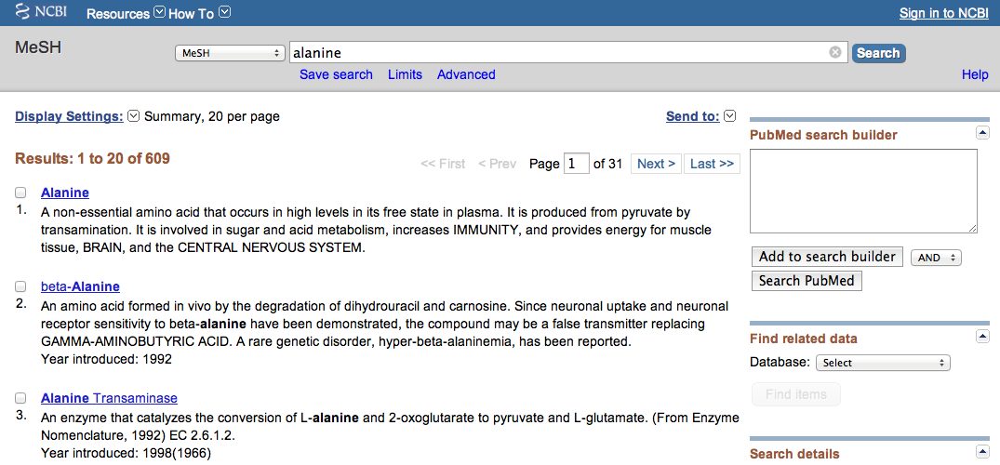 NCBI Resources How To Sign in to NCBI
MeSH MeSH alanine Search
Save search Limits Advanced Help
Display Settings: Summary, 20 per page Send to:
Results: 1 to 20 of 609
<< First < Prev Page 1 of 31 Next > Last >>
Alanine
1. A non-essential amino acid that occurs in high levels in its free state in plasma. It is produced from pyruvate by
transamination. It is involved in sugar and acid metabolism, increases IMMUNITY, and provides energy for muscle
tissue, BRAIN, and the CENTRAL NERVOUS SYSTEM.
beta-Alanine
2. An amino acid formed in vivo by the degradation of dihydrouracil and carnosine. Since neuronal uptake and neuronal
receptor sensitivity to beta-alanine have been demonstrated, the compound may be a false transmitter replacing
GAMMA-AMINOBUTYRIC ACID. A rare genetic disorder, hyper-beta-alaninemia, has been reported.
Year introduced: 1992
Alanine Transaminase
3. An enzyme that catalyzes the conversion of L-alanine and 2-oxoglutarate to pyruvate and L-glutamate. (From Enzyme
Nomenclature, 1992) EC 2.6.1.2.
Year introduced: 1998(1966)
PubMed search builder
Add to search builder AND
Search PubMed
Find related data
Database: Select
Find items
Search details